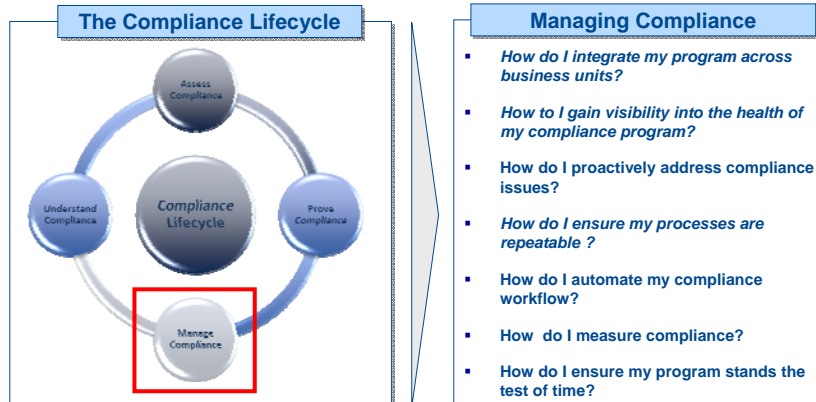 The Compliance Lifecycle
Assess
Compliance
Understand
Compliance
Compliance
Lifecycle
Prove
Compliance
Manage
Compliance
Managing Compliance
▪ How do I integrate my program across
business units?
▪ How to I gain visibility into the health of
my compliance program?
▪ How do I proactively address compliance
issues?
▪ How do I ensure my processes are
repeatable ?
▪ How do I automate my compliance
workflow?
▪ How do I measure compliance?
▪ How do I ensure my program stands the
test of time?